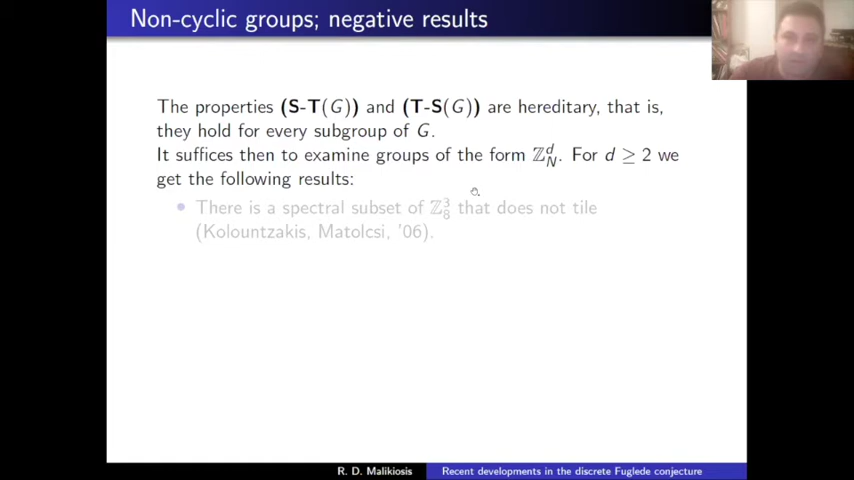 Non-cyclic groups; negative results
The properties (S-T(G)) and (T-S(G)) are hereditary, that is,
they hold for every subgroup of G.
It suffices then to examine groups of the form ℤ_N^d. For d ≥ 2 we
get the following results:
• There is a spectral subset of ℤ_8^3 that does not tile
(Kolountzakis, Matolcsi, '06).
R. D. Malikiosis Recent developments in the discrete Fuglede conjecture